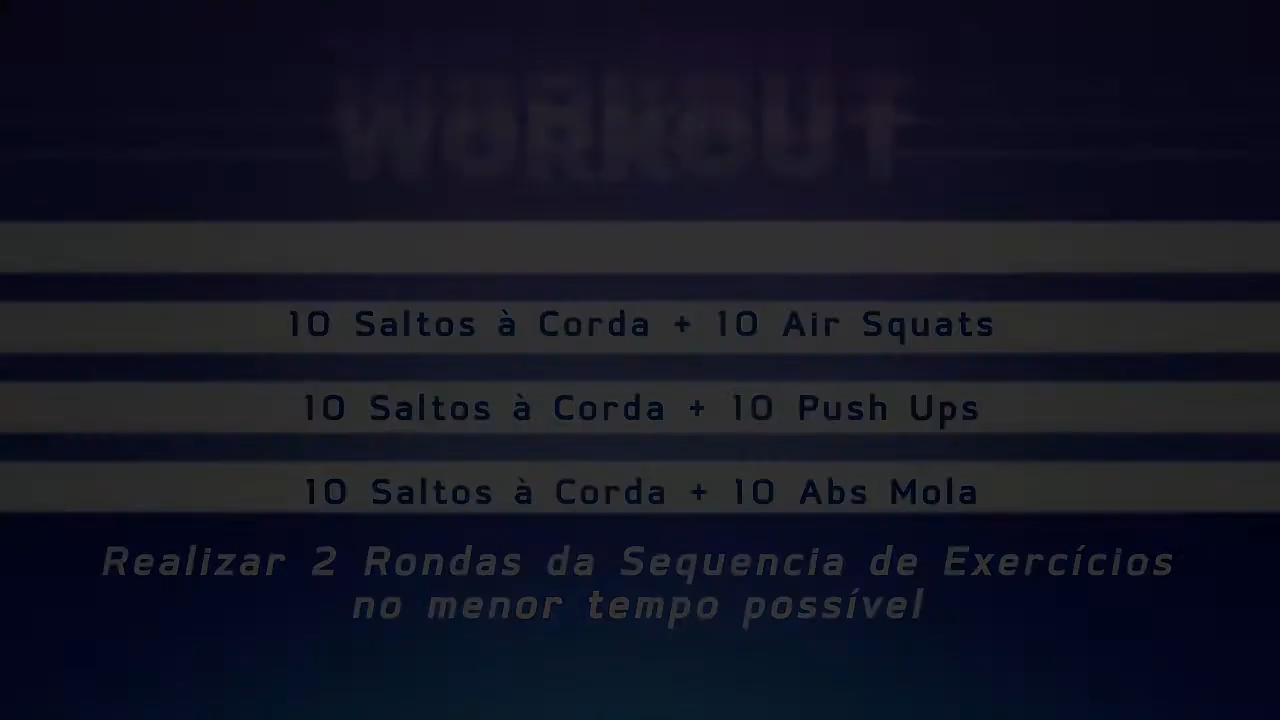 WORKOUT
10 Saltos à Corda + 10 Air Squats
10 Saltos à Corda + 10 Push Ups
10 Saltos à Corda + 10 Abs Mola
Realizar 2 Rondas da Sequencia de Exercícios
no menor tempo possível